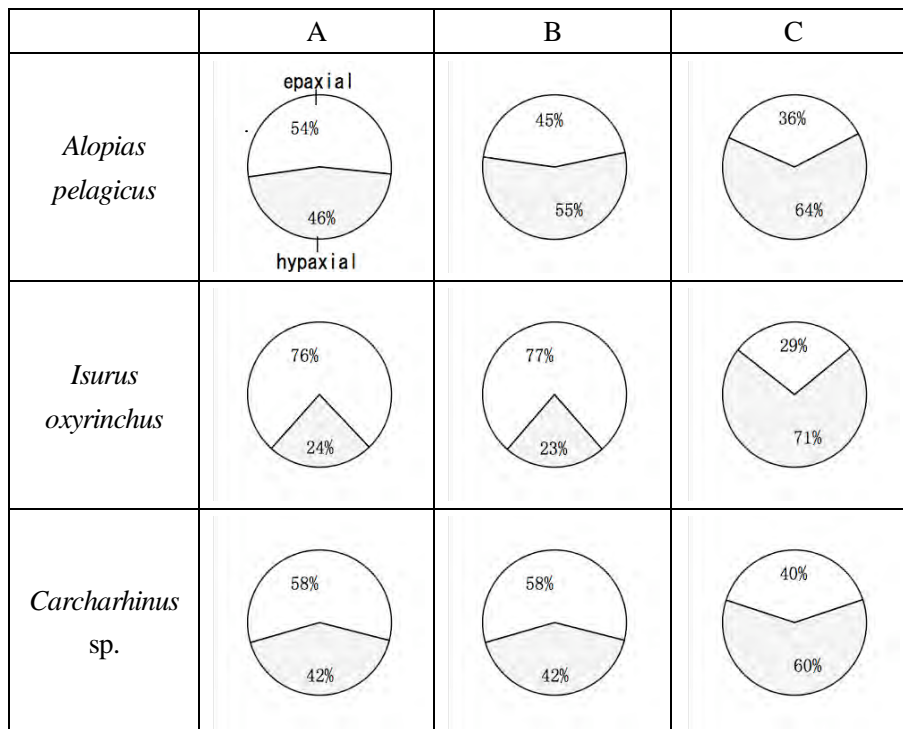 A B C
Alopias
pelagicus
epaxial
54%
46%
hypaxial
45%
55%
36%
64%
Isurus
oxyrinchus
76%
24%
77%
23%
29%
71%
Carcharhinus
sp.
58%
42%
58%
42%
40%
60%